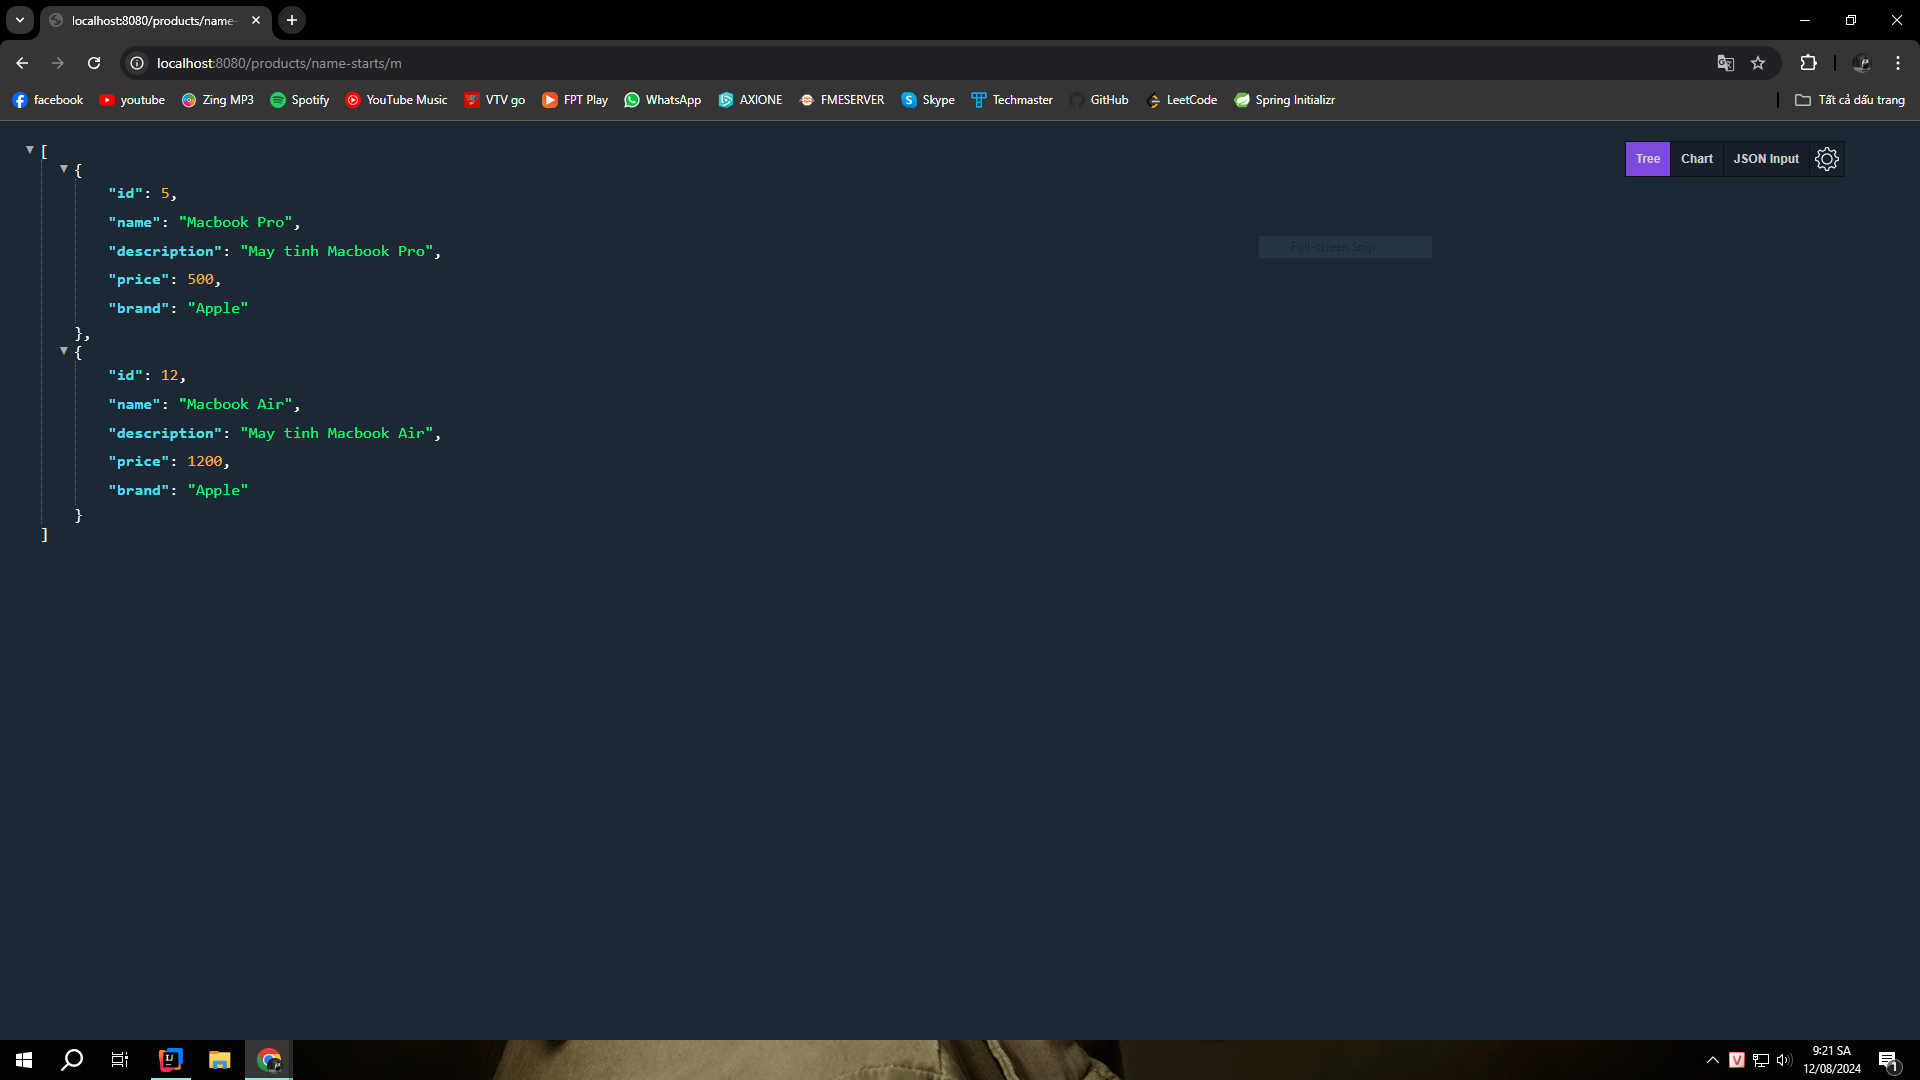 localhost:8080/products/name-
localhost:8080/products/name-starts/m
facebook
youtube
Zing MP3
Spotify
YouTube Music
VTV go
FPT Play
WhatsApp
AXIONE
FMESERVER
Skype
Techmaster
GitHub
LeetCode
Spring Initializr
Tất cả dấu trang
Tree
Chart
JSON Input
Full-screen Snip
[
{
"id": 5,
"name": "Macbook Pro",
"description": "May tinh Macbook Pro",
"price": 500,
"brand": "Apple"
},
{
"id": 12,
"name": "Macbook Air",
"description": "May tinh Macbook Air",
"price": 1200,
"brand": "Apple"
}
]
9:21 SA
12/08/2024
1